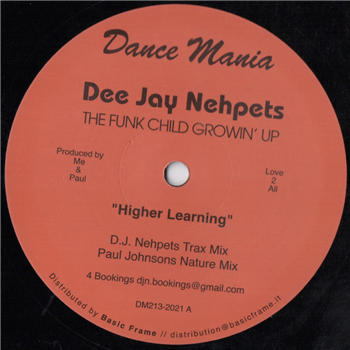 Dance Mania
Dee Jay Nehpets
THE FUNK CHILD GROWIN' UP
Produced by
Me
&
Paul
Love
2
All
"Higher Learning"
D.J. Nehpets Trax Mix
Paul Johnsons Nature Mix
4 Bookings djn.bookings@gmail.com
DM213-2021 A
Distributed by Basic Frame // distribution@basicframe.it